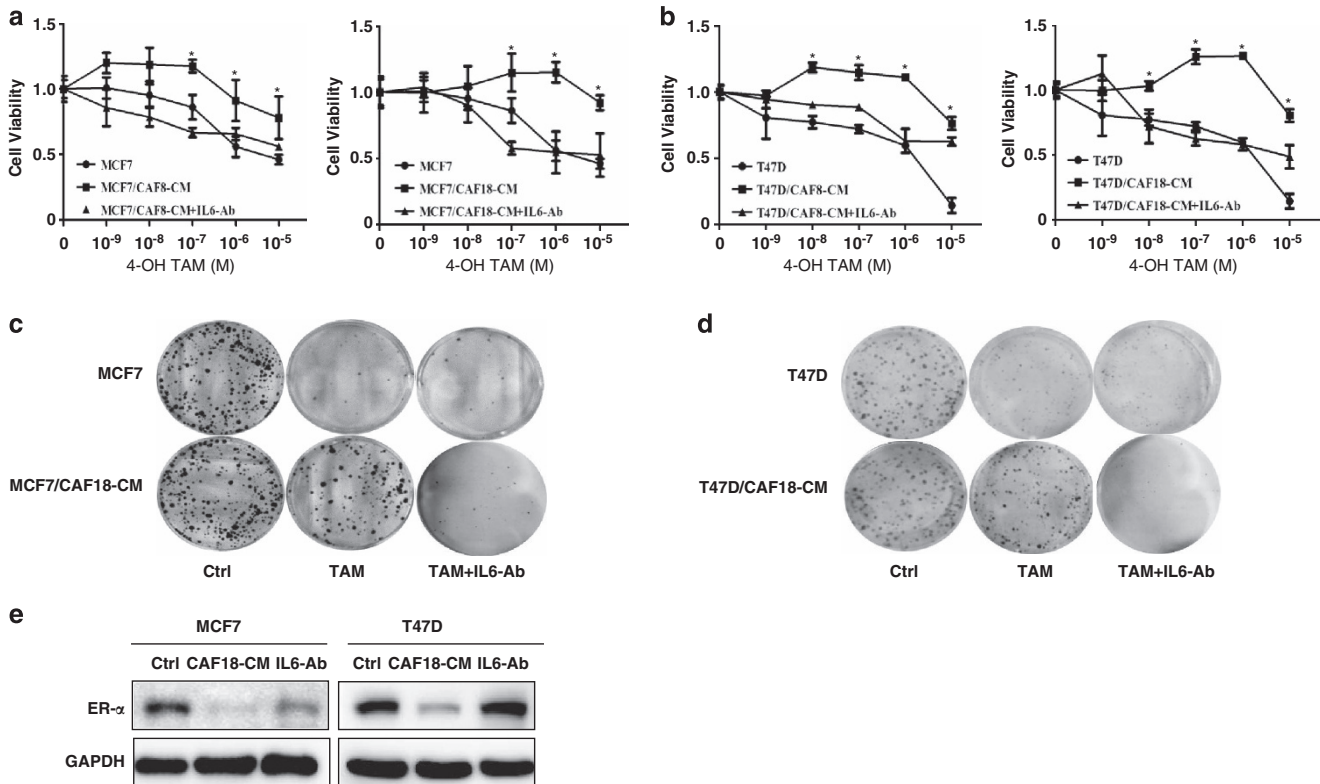 a
1.5
1.0
0.5
0
Cell Viability
MCF7
MCF7/CAF8-CM
MCF7/CAF8-CM+IL6-Ab
0 10-9 10-8 10-7 10-6 10-5
4-OH TAM (M)
* * *
1.5
1.0
0.5
0
Cell Viability
MCF7
MCF7/CAF18-CM
MCF7/CAF18-CM+IL6-Ab
0 10-9 10-8 10-7 10-6 10-5
4-OH TAM (M)
* * *
b
1.5
1.0
0.5
0
Cell Viability
T47D
T47D/CAF8-CM
T47D/CAF8-CM+IL6-Ab
0 10-9 10-8 10-7 10-6 10-5
4-OH TAM (M)
* * * *
1.5
1.0
0.5
0
Cell Viability
T47D
T47D/CAF18-CM
T47D/CAF18-CM+IL6-Ab
0 10-9 10-8 10-7 10-6 10-5
4-OH TAM (M)
* * * *
c
MCF7
MCF7/CAF18-CM
Ctrl TAM TAM+IL6-Ab
d
T47D
T47D/CAF18-CM
Ctrl TAM TAM+IL6-Ab
e
MCF7 T47D
Ctrl CAF18-CM IL6-Ab Ctrl CAF18-CM IL6-Ab
ER-α
GAPDH